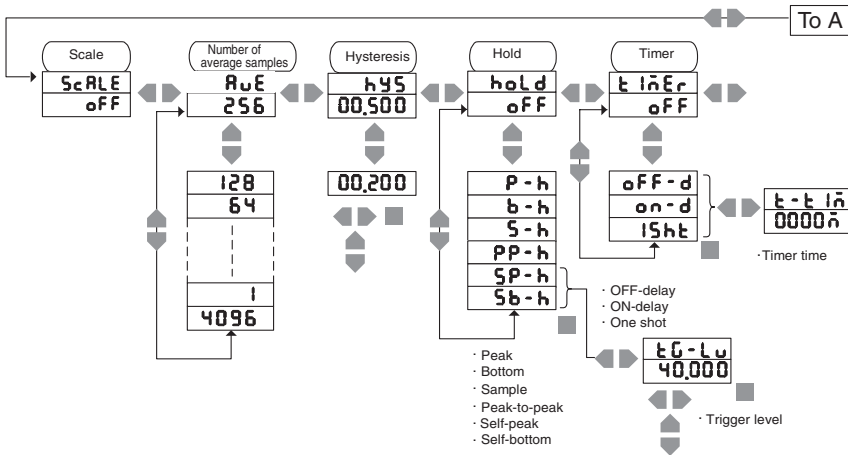 To A
Scale
ScALE
oFF
Number of
average samples
AvE
256
128
64
1
4096
Hysteresis
hYS
00.500
00.200
Hold
hoLd
oFF
P-h
b-h
S-h
PP-h
SP-h
Sb-h
· Peak
· Bottom
· Sample
· Peak-to-peak
· Self-peak
· Self-bottom
tG-Lv
40.000
· Trigger level
Timer
tImEr
oFF
oFF-d
on-d
1Sht
· OFF-delay
· ON-delay
· One shot
t-tIm
0000m
· Timer time